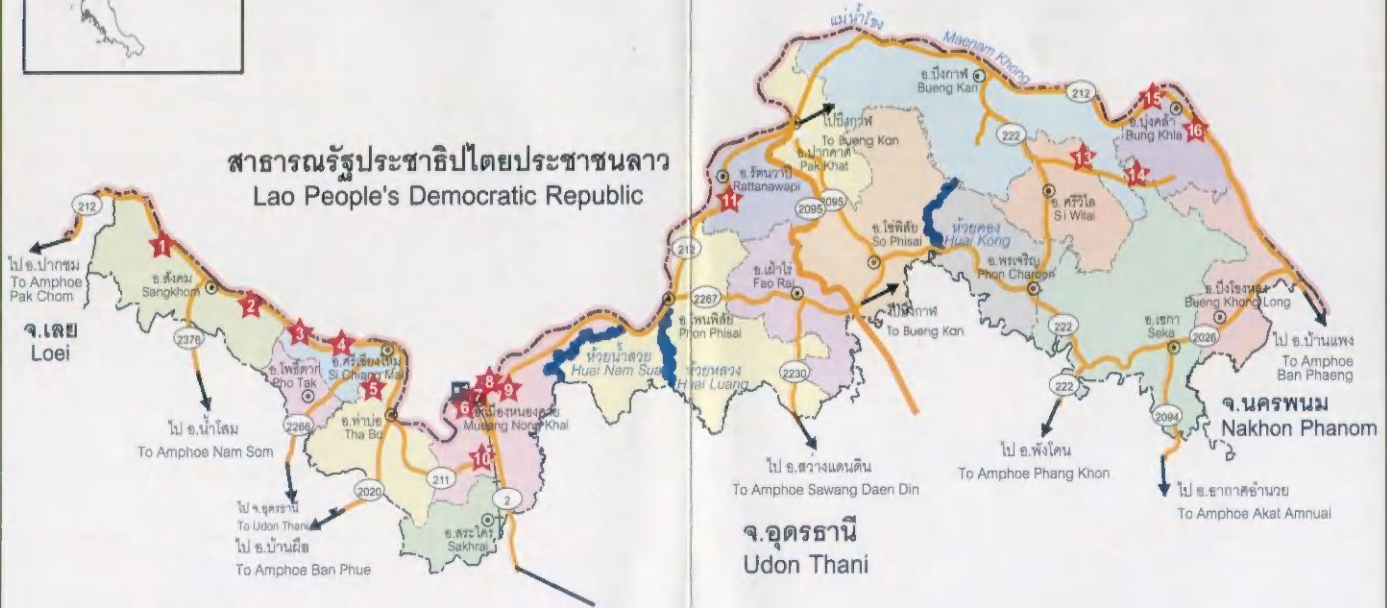 แม่น้ำโขง
Maenam Khong
สาธารณรัฐประชาธิปไตยประชาชนลาว
Lao People's Democratic Republic
212
ไป อ.ปากชม
To Amphoe
Pak Chom
จ.เลย
Loei
1
อ.สังคม
Sangkhom
2
2376
ไป อ.น้ำโสม
To Amphoe Nam Som
3
4
อ.ศรีเชียงใหม่
Si Chiang Mai
อ.โพธิ์ตาก
Pho Tak
5
2266
อ.ท่าบ่อ
Tha Bo
ไป จ.อุดรธานี
To Udon Thani
ไป อ.บ้านผือ
To Amphoe Ban Phue
2020
211
6
7
8
9
อ.เมืองหนองคาย
Mueang Nong Khai
10
2
อ.สระใคร
Sakhrai
ห้วยน้ำสวย
Huai Nam Suai
ห้วยหลวง
Huai Luang
212
อ.โพนพิสัย
Phon Phisai
2267
อ.รัตนวาปี
Rattanawapi
11
อ.เฝ้าไร่
Fao Rai
2230
ไป อ.สว่างแดนดิน
To Amphoe Sawang Daen Din
จ.อุดรธานี
Udon Thani
ไปบึงกาฬ
To Bueng Kan
อ.ปากคาด
Pak Khat
2095
2095
อ.โซ่พิสัย
So Phisai
ไปบึงกาฬ
To Bueng Kan
ห้วยคอง
Huai Kong
อ.บึงกาฬ
Bueng Kan
212
222
13
14
15
อ.บุ่งคล้า
Bung Khla
16
อ. ศรีวิไล
Si Wilai
อ.พรเจริญ
Phon Charoen
222
222
ไป อ.พังโคน
To Amphoe Phang Khon
อ.เซกา
Seka
2026
อ.บึงโขงหลง
Bueng Khong Long
2094
ไป อ.บ้านแพง
To Amphoe
Ban Phaeng
จ.นครพนม
Nakhon Phanom
ไป อ.อากาศอำนวย
To Amphoe Akat Amnuai